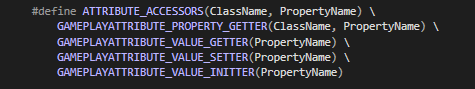 #define ATTRIBUTE_ACCESSORS(ClassName, PropertyName) \
GAMEPLAYATTRIBUTE_PROPERTY_GETTER(ClassName, PropertyName) \
GAMEPLAYATTRIBUTE_VALUE_GETTER(PropertyName) \
GAMEPLAYATTRIBUTE_VALUE_SETTER(PropertyName) \
GAMEPLAYATTRIBUTE_VALUE_INITTER(PropertyName)